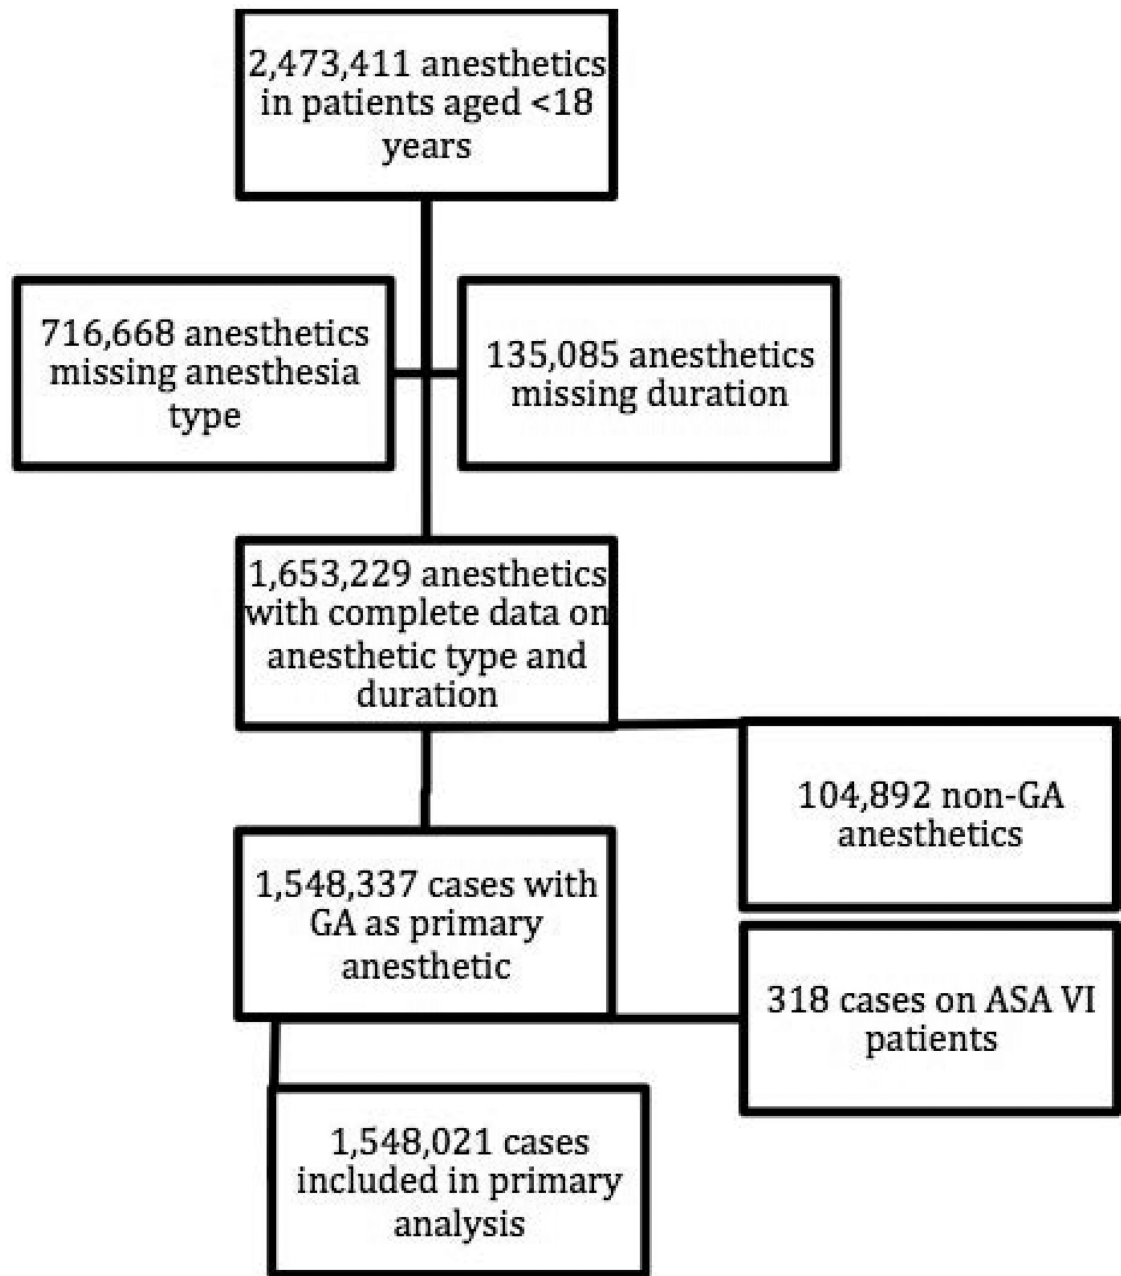 2,473,411 anesthetics
in patients aged <18
years
716,668 anesthetics
missing anesthesia
type
135,085 anesthetics
missing duration
1,653,229 anesthetics
with complete data on
anesthetic type and
duration
104,892 non-GA
anesthetics
1,548,337 cases with
GA as primary
anesthetic
318 cases on ASA VI
patients
1,548,021 cases
included in primary
analysis